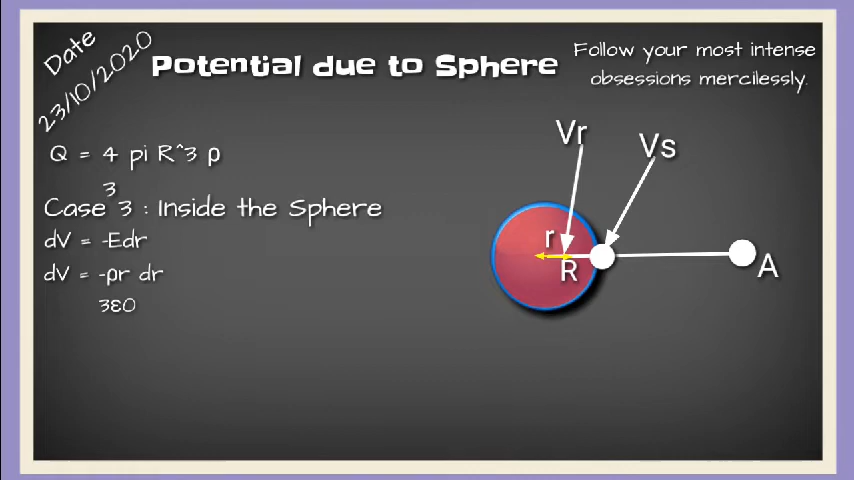 Date
23/10/2020
Potential due to Sphere
Follow your most intense
obsessions mercilessly.
Q = 4 pi R^3 ρ
3
Case 3 : Inside the Sphere
dV = -Edr
dV = -ρr dr
3ε0
Vr
Vs
r
R
A